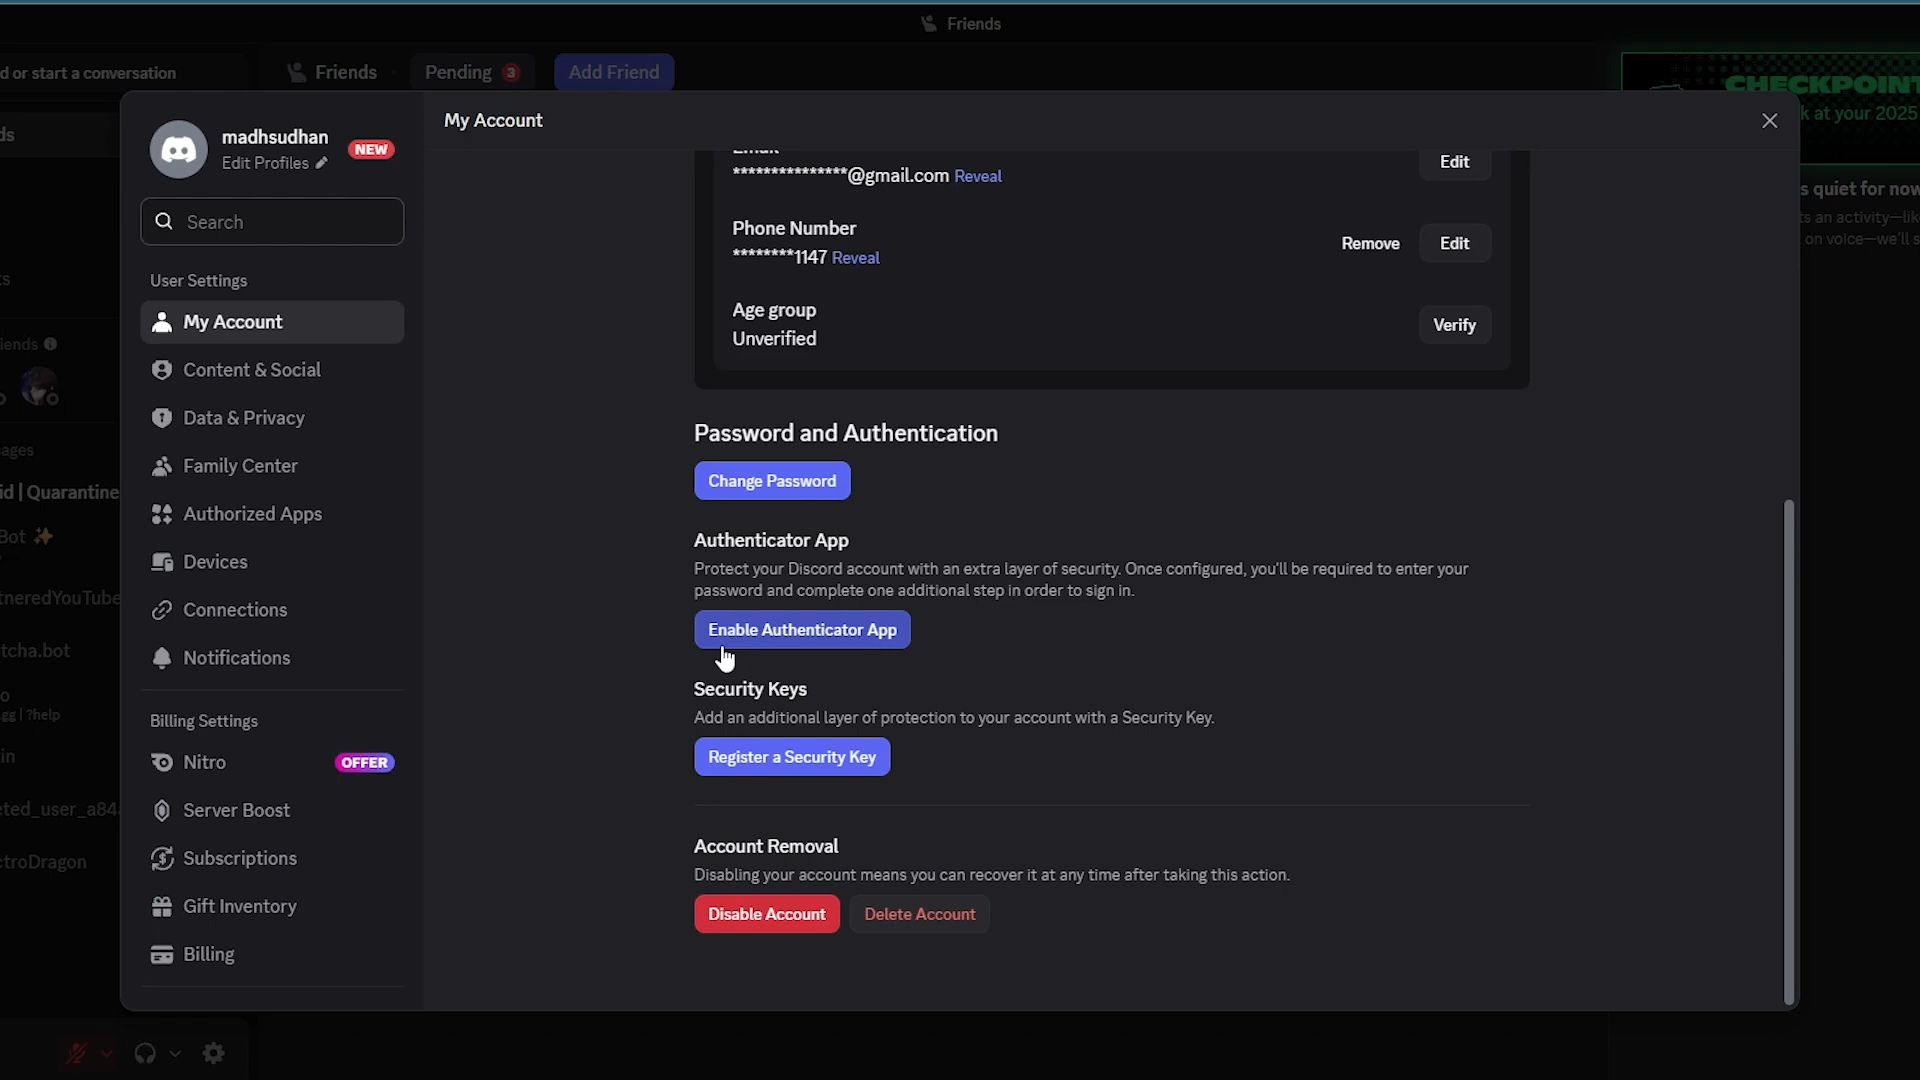 Friends
d or start a conversation
Friends
Pending 3
Add Friend
CHECKPOINT
k at your 2025
ds
madhsudhan
Edit Profiles
NEW
My Account
Search
User Settings
My Account
Content & Social
Data & Privacy
Family Center
Authorized Apps
Devices
Connections
Notifications
Billing Settings
Nitro
OFFER
Server Boost
Subscriptions
Gift Inventory
Billing
Email
***************@gmail.com Reveal
Edit
Phone Number
********1147 Reveal
Remove
Edit
Age group
Unverified
Verify
Password and Authentication
Change Password
Authenticator App
Protect your Discord account with an extra layer of security. Once configured, you'll be required to enter your
password and complete one additional step in order to sign in.
Enable Authenticator App
Security Keys
Add an additional layer of protection to your account with a Security Key.
Register a Security Key
Account Removal
Disabling your account means you can recover it at any time after taking this action.
Disable Account
Delete Account
s quiet for now
ts an activity—lik
on voice—we'll s
ts
iends
ages
id | Quarantine
Bot ✨
tneredYouTube
tcha.bot
o
.gg | ?help
in
eted_user_a84
ctroDragon